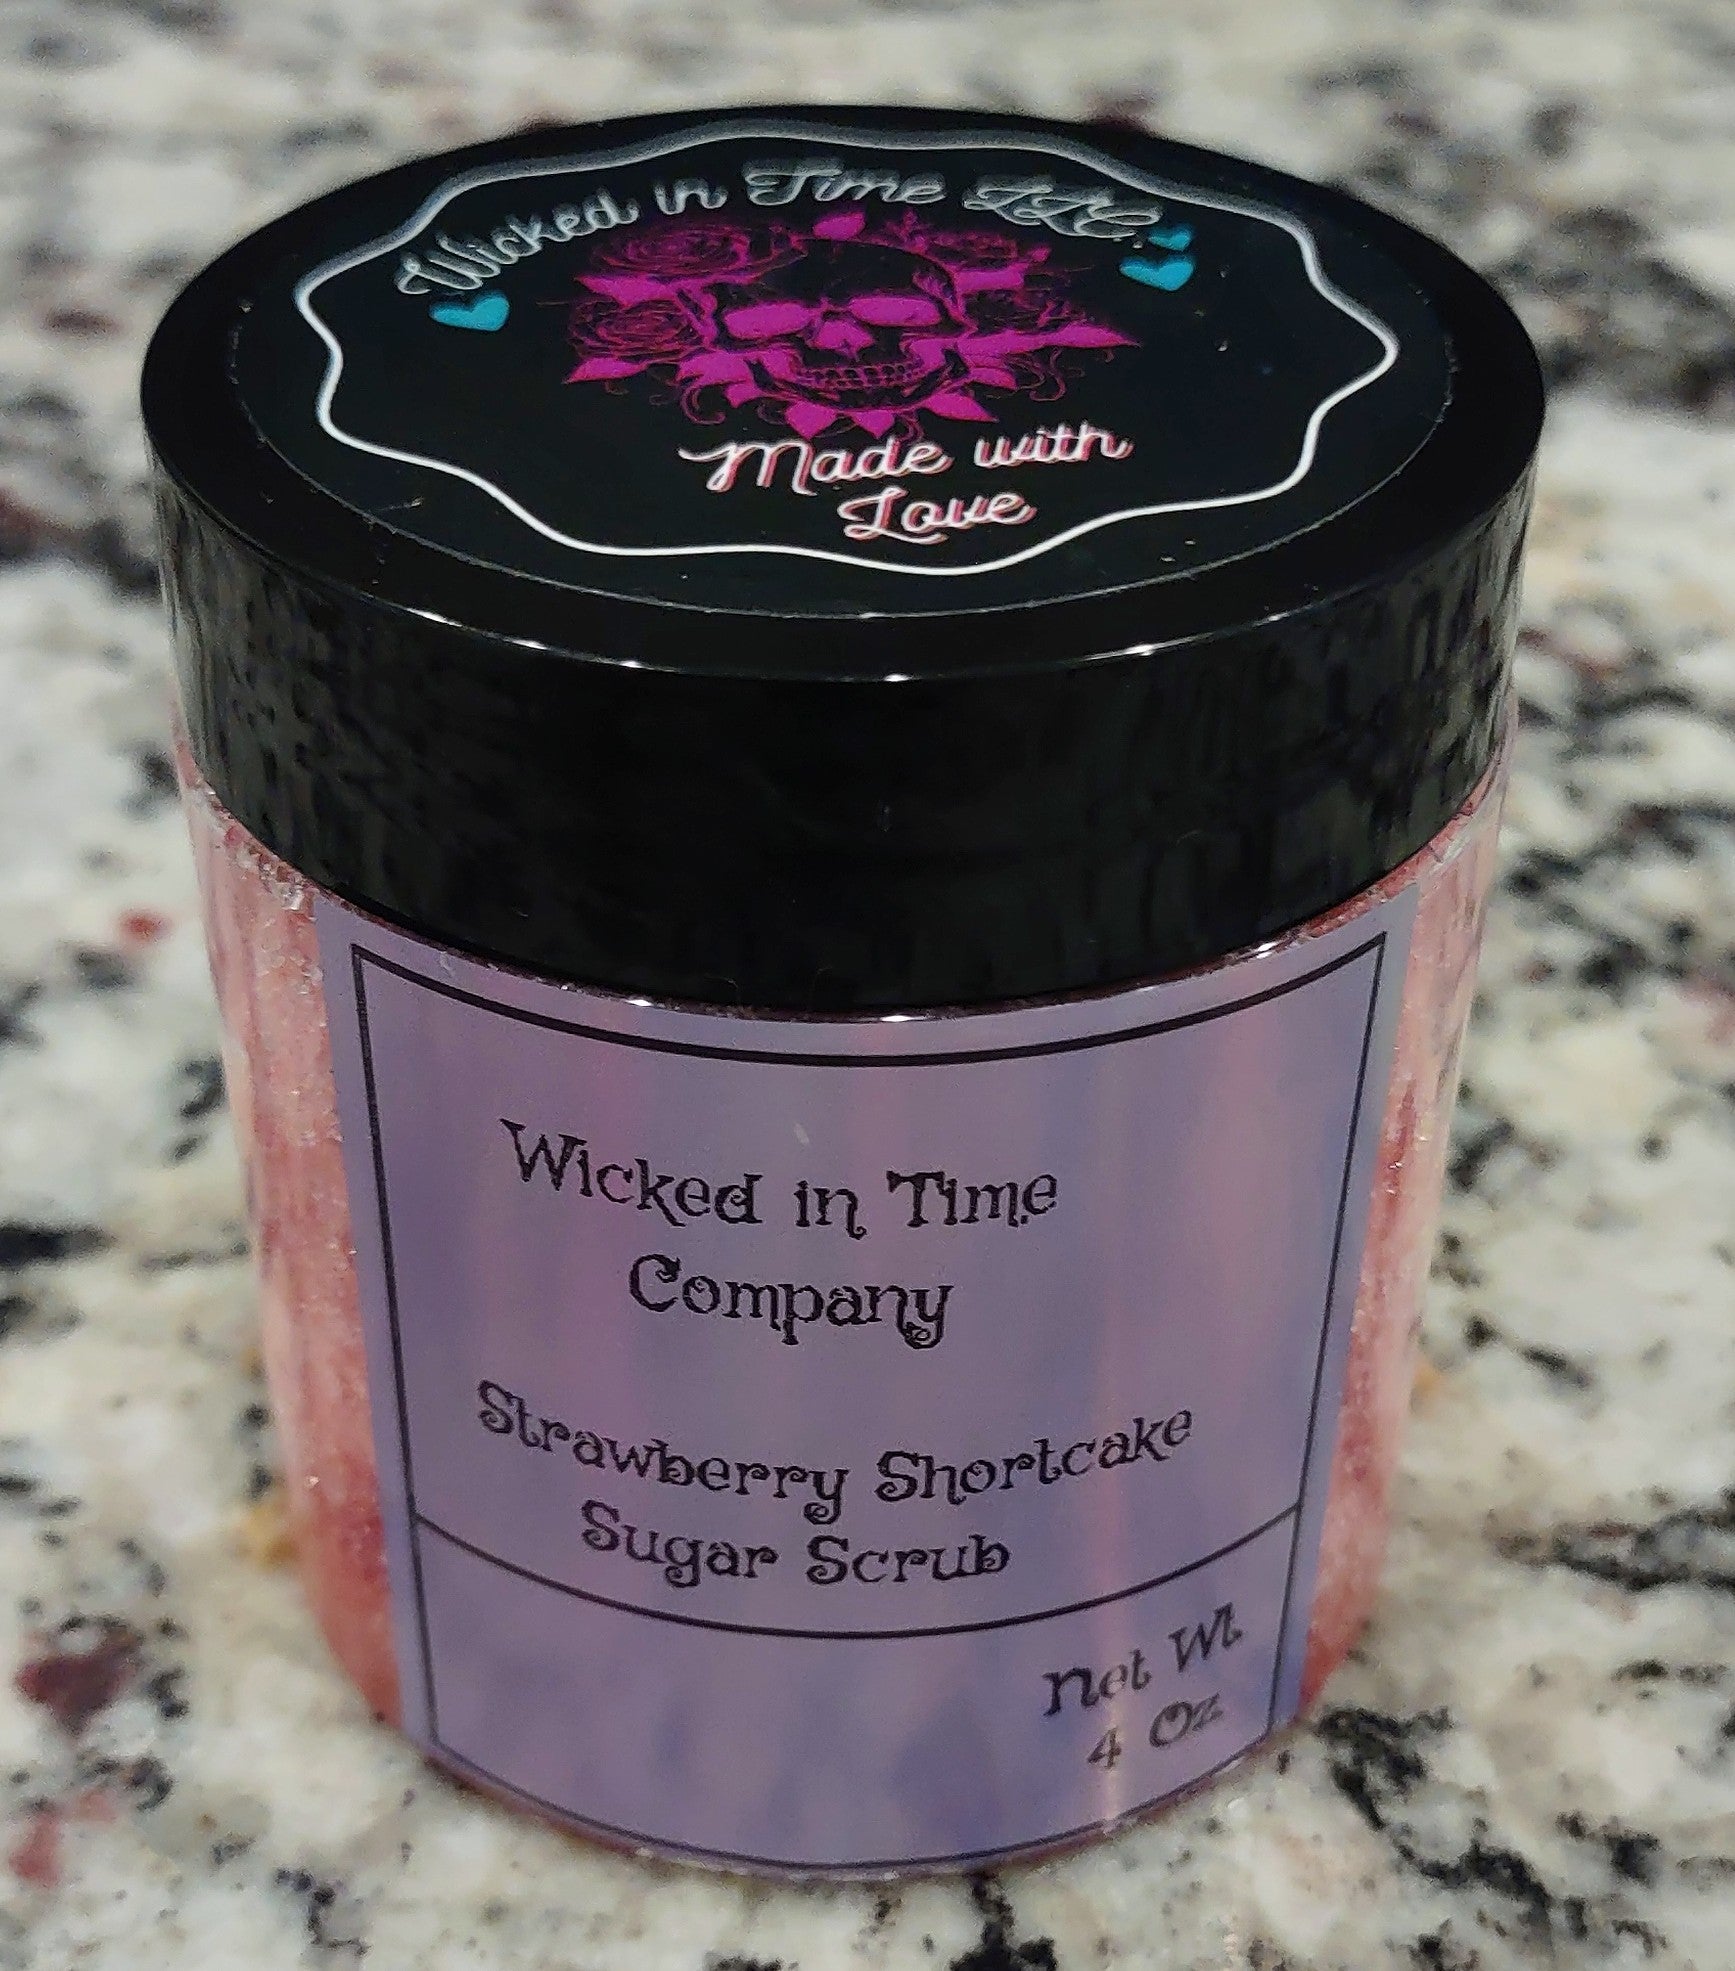 Wicked in Time LLC.
Made with
Love
Wicked in Time
Company
Strawberry Shortcake
Sugar Scrub
Net Wt
4 Oz